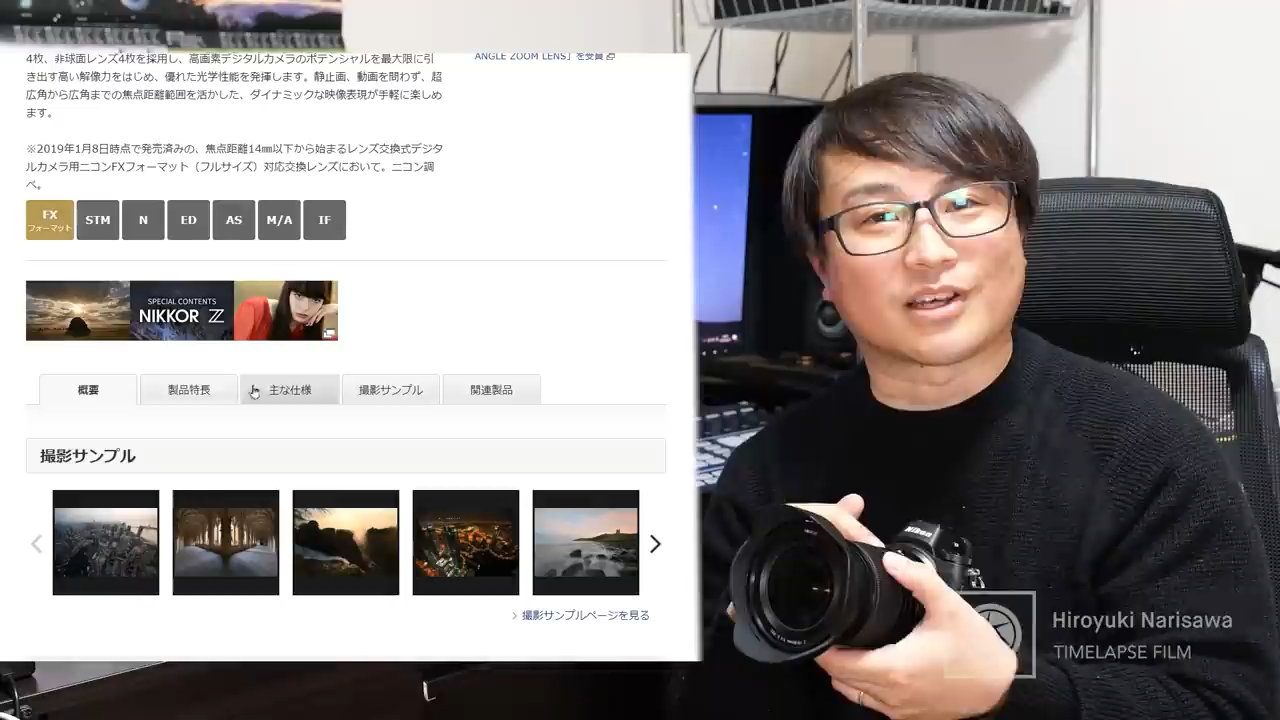 4枚、非球面レンズ4枚を採用し、高画素デジタルカメラのポテンシャルを最大限に引
き出す高い解像力をはじめ、優れた光学性能を発揮します。静止画、動画を問わず、超
広角から広角までの焦点距離範囲を活かした、ダイナミックな映像表現が手軽に楽しめ
ます。
ANGLE ZOOM LENS」を受賞
※2019年1月8日時点で発売済みの、焦点距離14㎜以下から始まるレンズ交換式デジタ
ルカメラ用ニコンFXフォーマット（フルサイズ）対応交換レンズにおいて。ニコン調
べ。
FX
フォーマット
STM
N
ED
AS
M/A
IF
SPECIAL CONTENTS
NIKKOR Z
概要
製品特長
主な仕様
撮影サンプル
関連製品
撮影サンプル
撮影サンプルページを見る
Nikon
Hiroyuki Narisawa
TIMELAPSE FILM